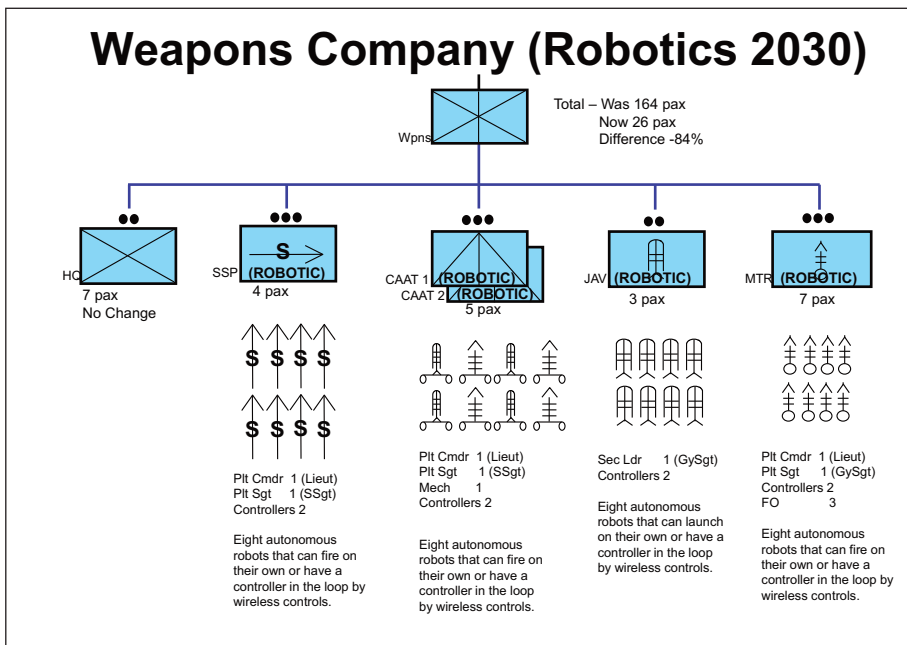 Weapons Company (Robotics 2030)
Wpns
Total – Was 164 pax
Now 26 pax
Difference -84%
HQ
7 pax
No Change
SSP
S
(ROBOTIC)
4 pax
S S S S
S S S S
Plt Cmdr 1 (Lieut)
Plt Sgt 1 (SSgt)
Controllers 2
Eight autonomous
robots that can fire on
their own or have a
controller in the loop by
wireless controls.
CAAT 1 (ROBOTIC)
CAAT 2 (ROBOTIC)
5 pax
Plt Cmdr 1 (Lieut)
Plt Sgt 1 (SSgt)
Mech 1
Controllers 2
Eight autonomous
robots that can fire on
their own or have a
controller in the loop
by wireless controls.
JAV (ROBOTIC)
3 pax
Sec Ldr 1 (GySgt)
Controllers 2
Eight autonomous
robots that can launch
on their own or have a
controller in the loop by
wireless controls.
MTR (ROBOTIC)
7 pax
Plt Cmdr 1 (Lieut)
Plt Sgt 1 (GySgt)
Controllers 2
FO 3
Eight autonomous
robots that can fire on
their own or have a
controller in the loop by
wireless controls.